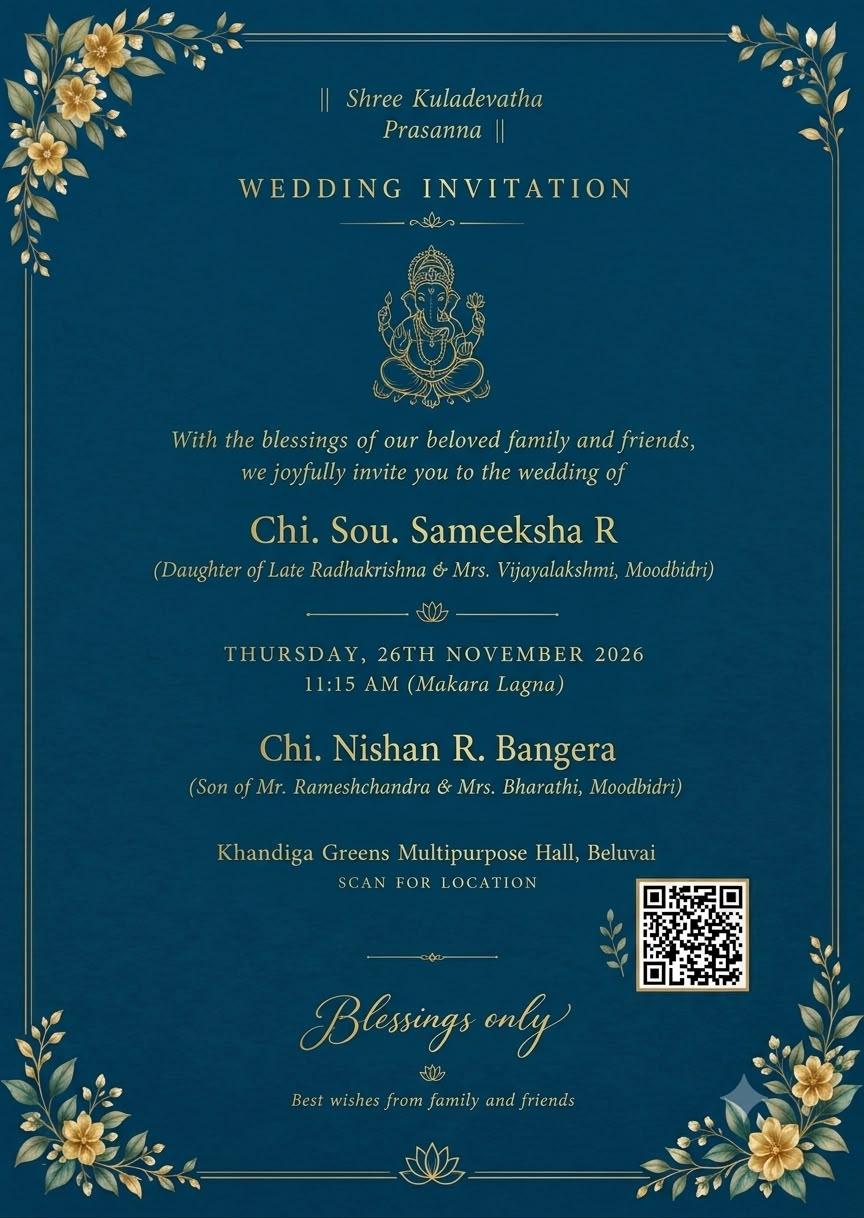 || Shree Kuladevatha
Prasanna ||
WEDDING INVITATION
With the blessings of our beloved family and friends,
we joyfully invite you to the wedding of
Chi. Sou. Sameeksha R
(Daughter of Late Radhakrishna & Mrs. Vijayalakshmi, Moodbidri)
THURSDAY, 26TH NOVEMBER 2026
11:15 AM (Makara Lagna)
Chi. Nishan R. Bangera
(Son of Mr. Rameshchandra & Mrs. Bharathi, Moodbidri)
Khandiga Greens Multipurpose Hall, Beluvai
SCAN FOR LOCATION
Blessings only
Best wishes from family and friends